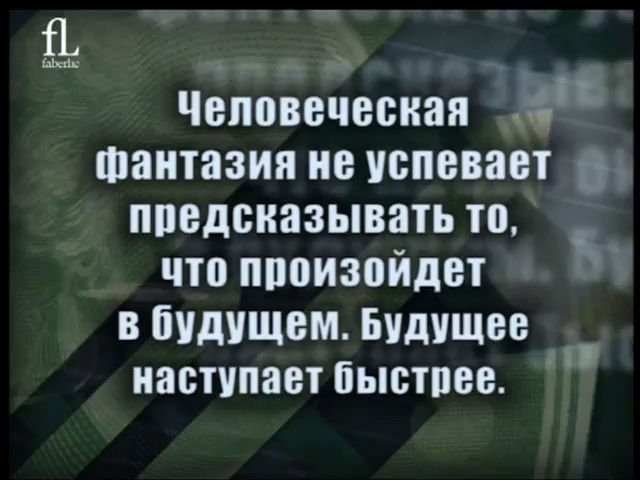 fL
faberlic
Человеческая
фантазия не успевает
предсказывать то,
что произойдет
в будущем. Будущее
наступает быстрее.